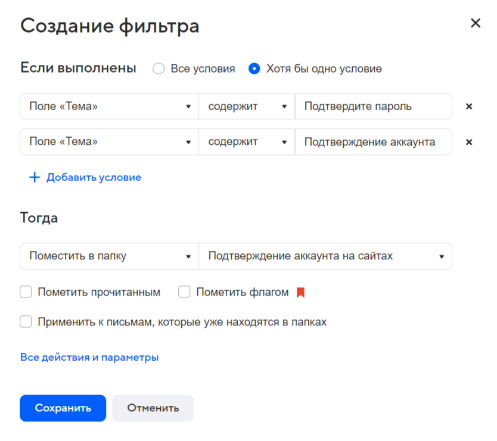 Создание фильтра
Если выполнены Все условия Хотя бы одно условие
Поле «Тема» содержит Подтвердите пароль
Поле «Тема» содержит Подтверждение аккаунта
+ Добавить условие
Тогда
Поместить в папку Подтверждение аккаунта на сайтах
Пометить прочитанным Пометить флагом
Применить к письмам, которые уже находятся в папках
Все действия и параметры
Сохранить Отменить